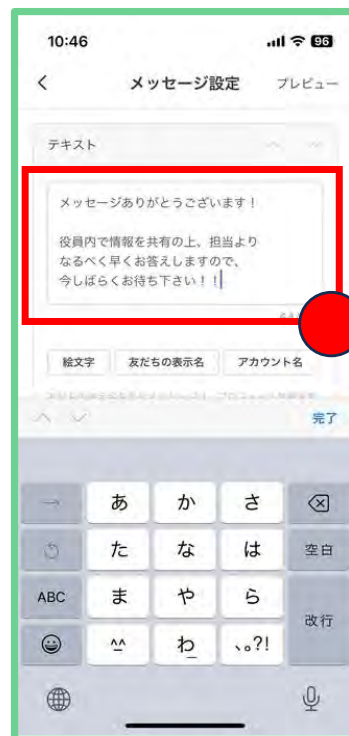 10:46
96
メッセージ設定
プレビュー
テキスト
メッセージありがとうございます！
役員内で情報を共有の上、担当より
なるべく早くお答えしますので、
今しばらくお待ち下さい！！
絵文字
友だちの表示名
アカウント名
完了
→ あ か さ
た な は 空白
ABC ま や ら
改行
^^ わ_ 、。?!